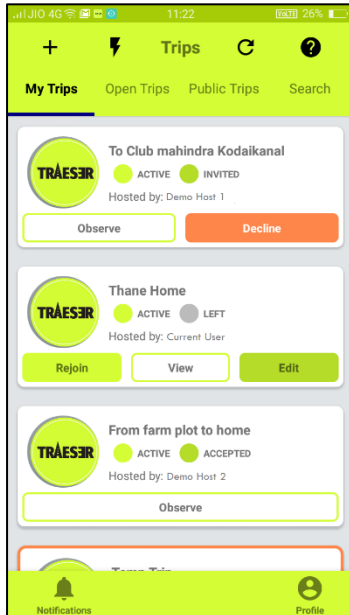 JIO 4G 11:22 VoLTE 26%
Trips
My Trips Open Trips Public Trips Search
To Club mahindra Kodaikanal
TRAESER ACTIVE INVITED
Hosted by: Demo Host 1
Observe Decline
Thane Home
TRAESER ACTIVE LEFT
Hosted by: Current User
Rejoin View Edit
From farm plot to home
TRAESER ACTIVE ACCEPTED
Hosted by: Demo Host 2
Observe
Temp Trip
Notifications Profile